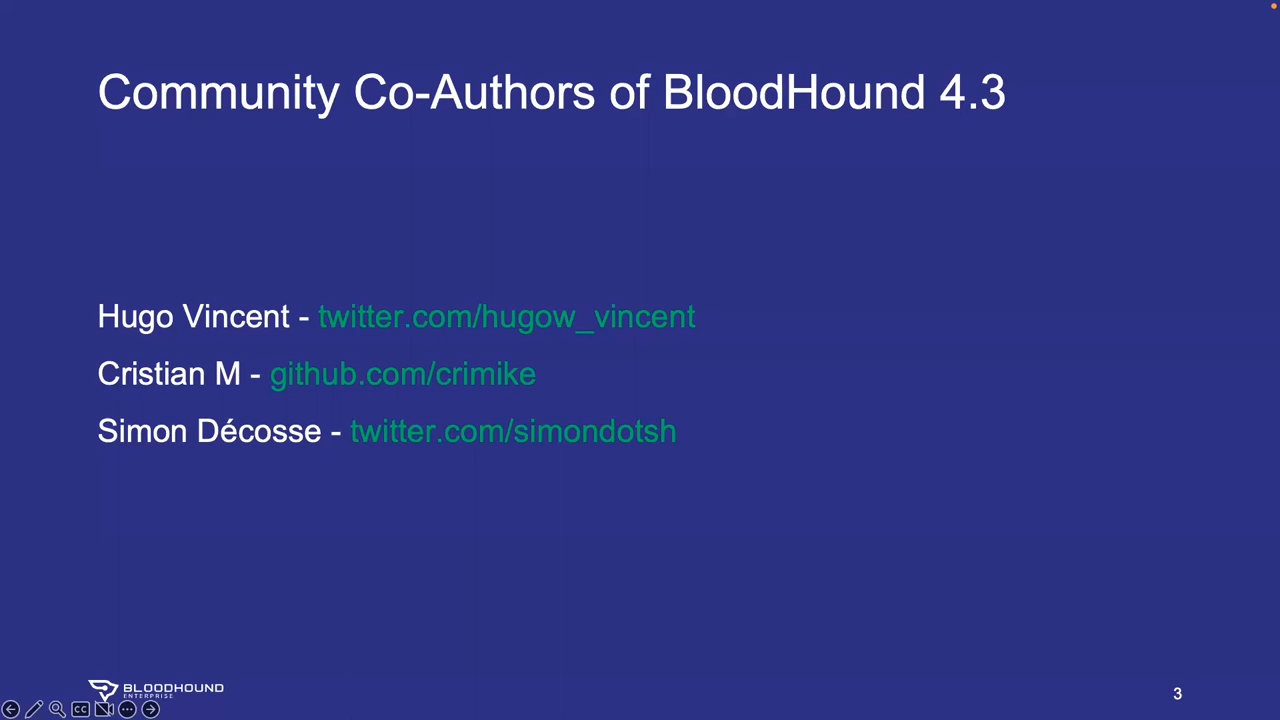 Community Co-Authors of BloodHound 4.3
Hugo Vincent - twitter.com/hugow_vincent
Cristian M - github.com/crimike
Simon Décosse - twitter.com/simondotsh
BLOODHOUND
ENTERPRISE
CC
3